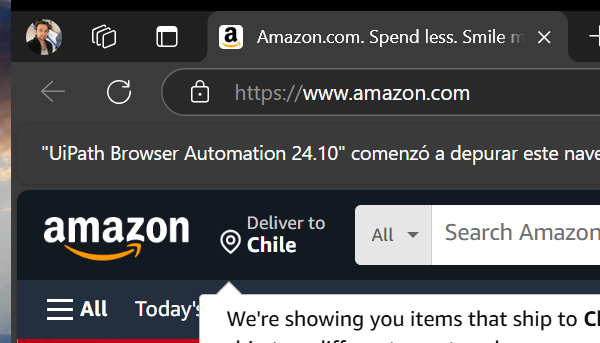 Amazon.com. Spend less. Smile m
https://www.amazon.com
"UiPath Browser Automation 24.10" comenzó a depurar este nave
amazon
Deliver to
Chile
All
Search Amazon
All
Today's
We're showing you items that ship to C